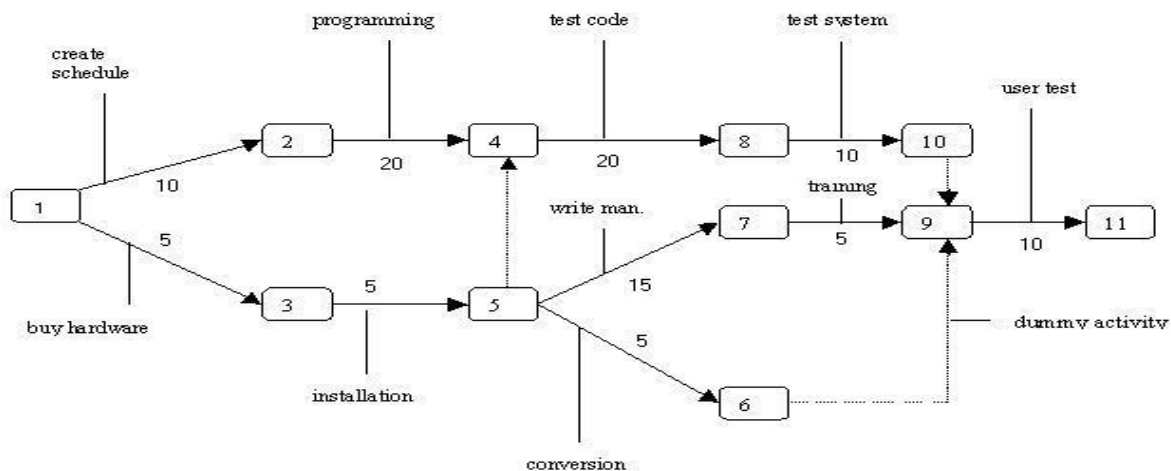 programming
test code
test system
create
schedule
user test
2
4
8
10
20
20
10
10
training
write man.
1
7
9
11
5
5
10
5
3
5
15
buy hardware
5
dummy activity
installation
6
conversion